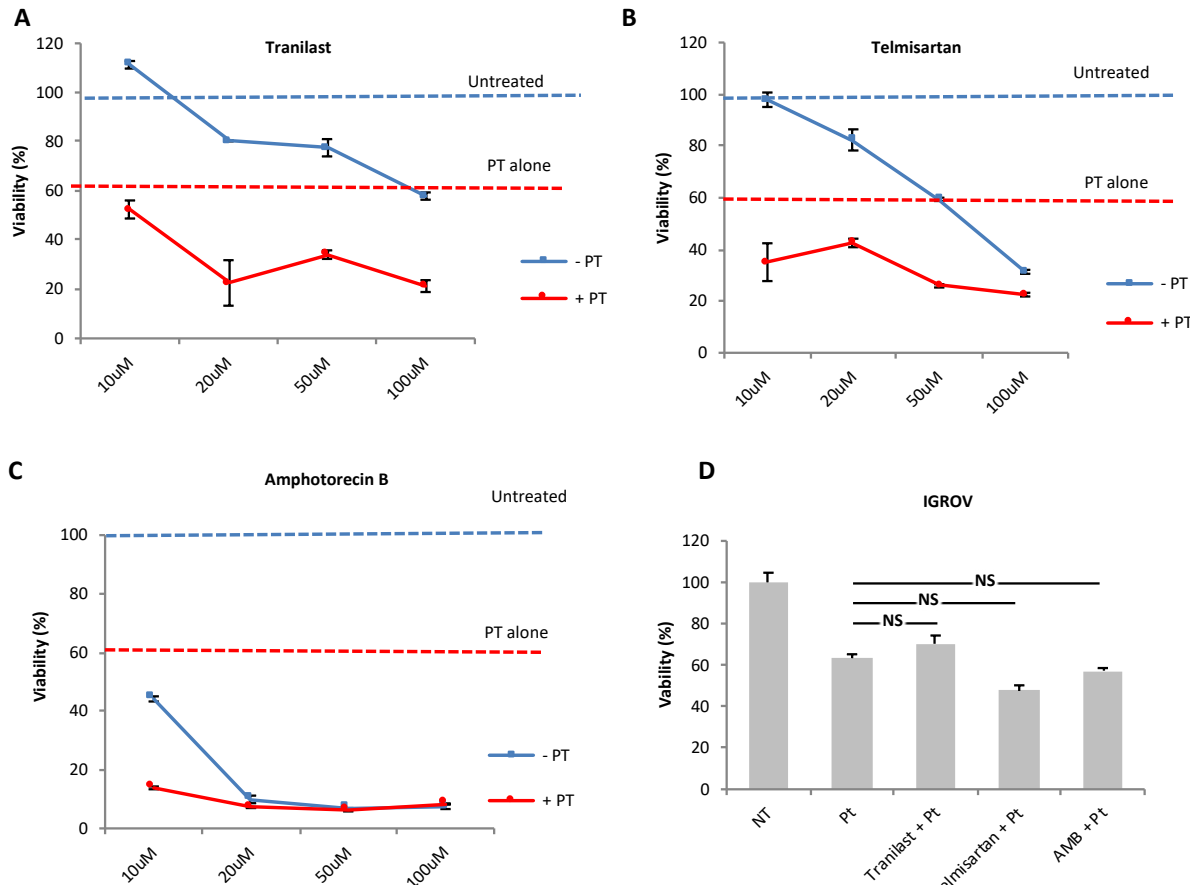 A
Tranilast
120
100
80
60
40
20
0
Viability (%)
Untreated
PT alone
- PT
+ PT
10uM
20uM
50uM
100uM
B
Telmisartan
120
100
80
60
40
20
0
Viability (%)
Untreated
PT alone
- PT
+ PT
10uM
20uM
50uM
100uM
C
Amphotorecin B
100
80
60
40
20
0
Viability (%)
Untreated
PT alone
- PT
+ PT
10uM
20uM
50uM
100uM
D
IGROV
120
100
80
60
40
20
0
Vability (%)
NS
NS
NS
NT
Pt
Tranilast + Pt
elmisartan + Pt
AMB + Pt